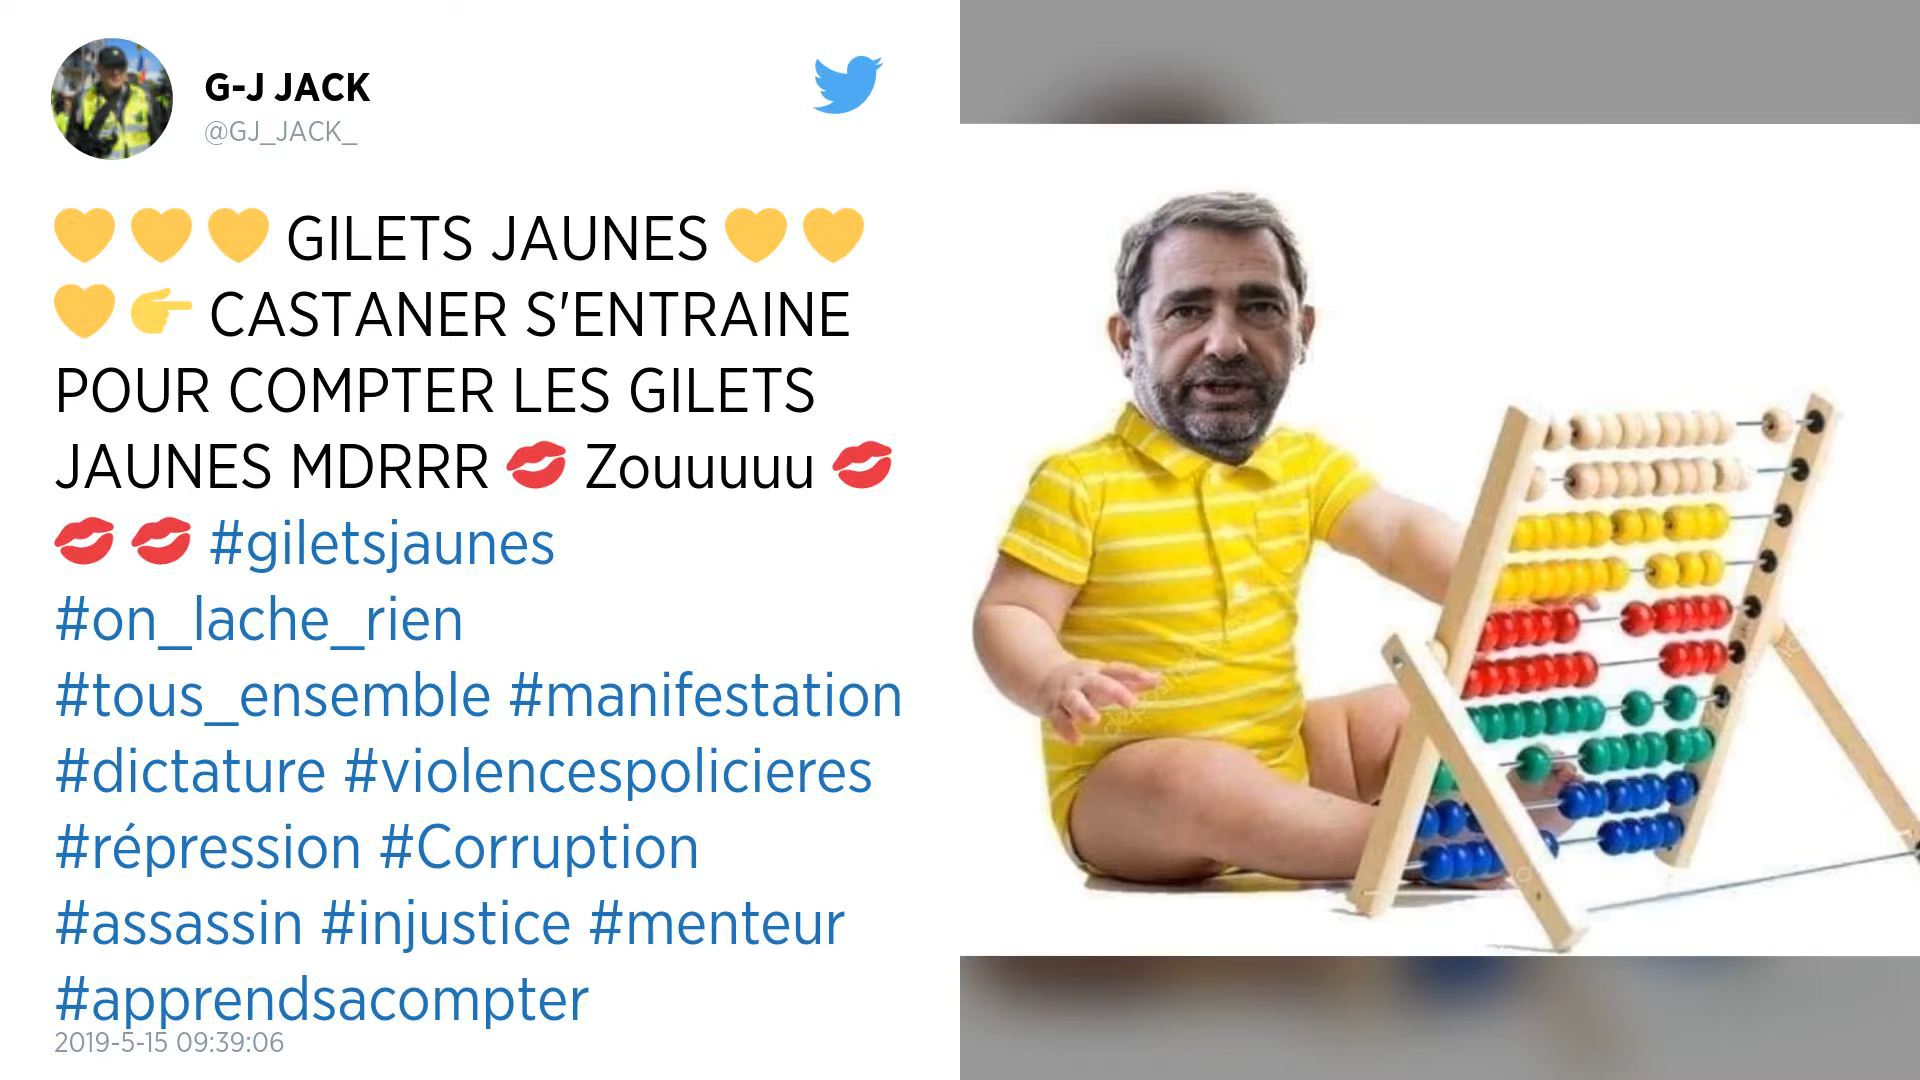 G-J JACK
@GJ_JACK_
💛 💛 💛 GILETS JAUNES 💛 💛
💛 👉 CASTANER S'ENTRAINE
POUR COMPTER LES GILETS
JAUNES MDRRR 💋 Zouuuuu 💋
💋 💋 #giletsjaunes
#on_lache_rien
#tous_ensemble #manifestation
#dictature #violencespolicieres
#répression #Corruption
#assassin #injustice #menteur
#apprendsacompter
2019-5-15 09:39:06